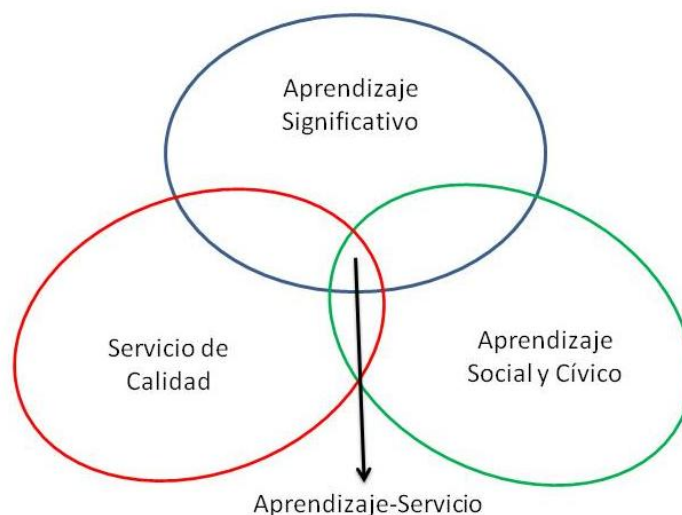 Aprendizaje
Significativo
Servicio de
Calidad
Aprendizaje
Social y Cívico
Aprendizaje-Servicio